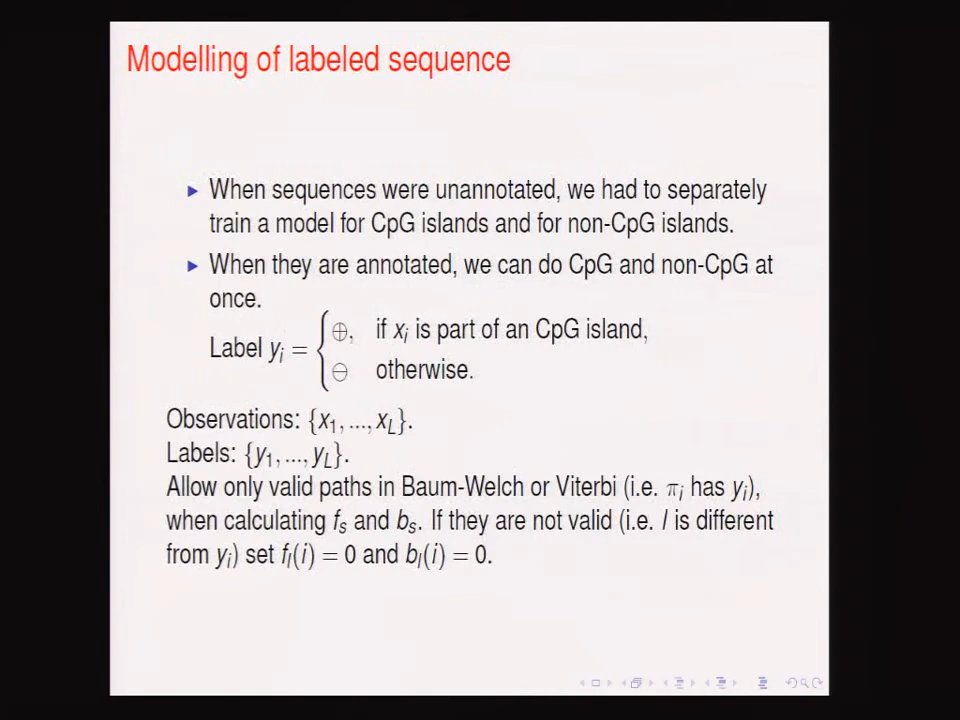 Modelling of labeled sequence
When sequences were unannotated, we had to separately
train a model for CpG islands and for non-CpG islands.
When they are annotated, we can do CpG and non-CpG at
once.
Label yᵢ = { ⊕, if xᵢ is part of an CpG island,
⊖ otherwise.
Observations: {x₁, ..., x_L}.
Labels: {y₁, ..., y_L}.
Allow only valid paths in Baum-Welch or Viterbi (i.e. πᵢ has yᵢ),
when calculating fₛ and bₛ. If they are not valid (i.e. l is different
from yᵢ) set f_l(i) = 0 and b_l(i) = 0.